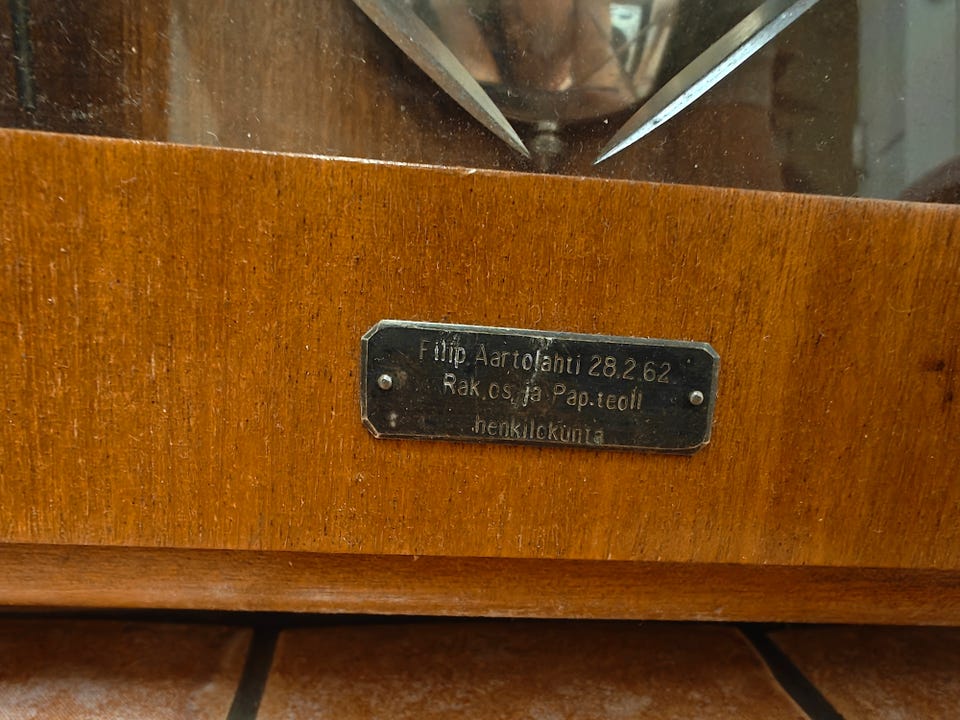 Filip Aartolahti 28.2.62.
Rak.os. ja Pap.teoll
henkilökunta